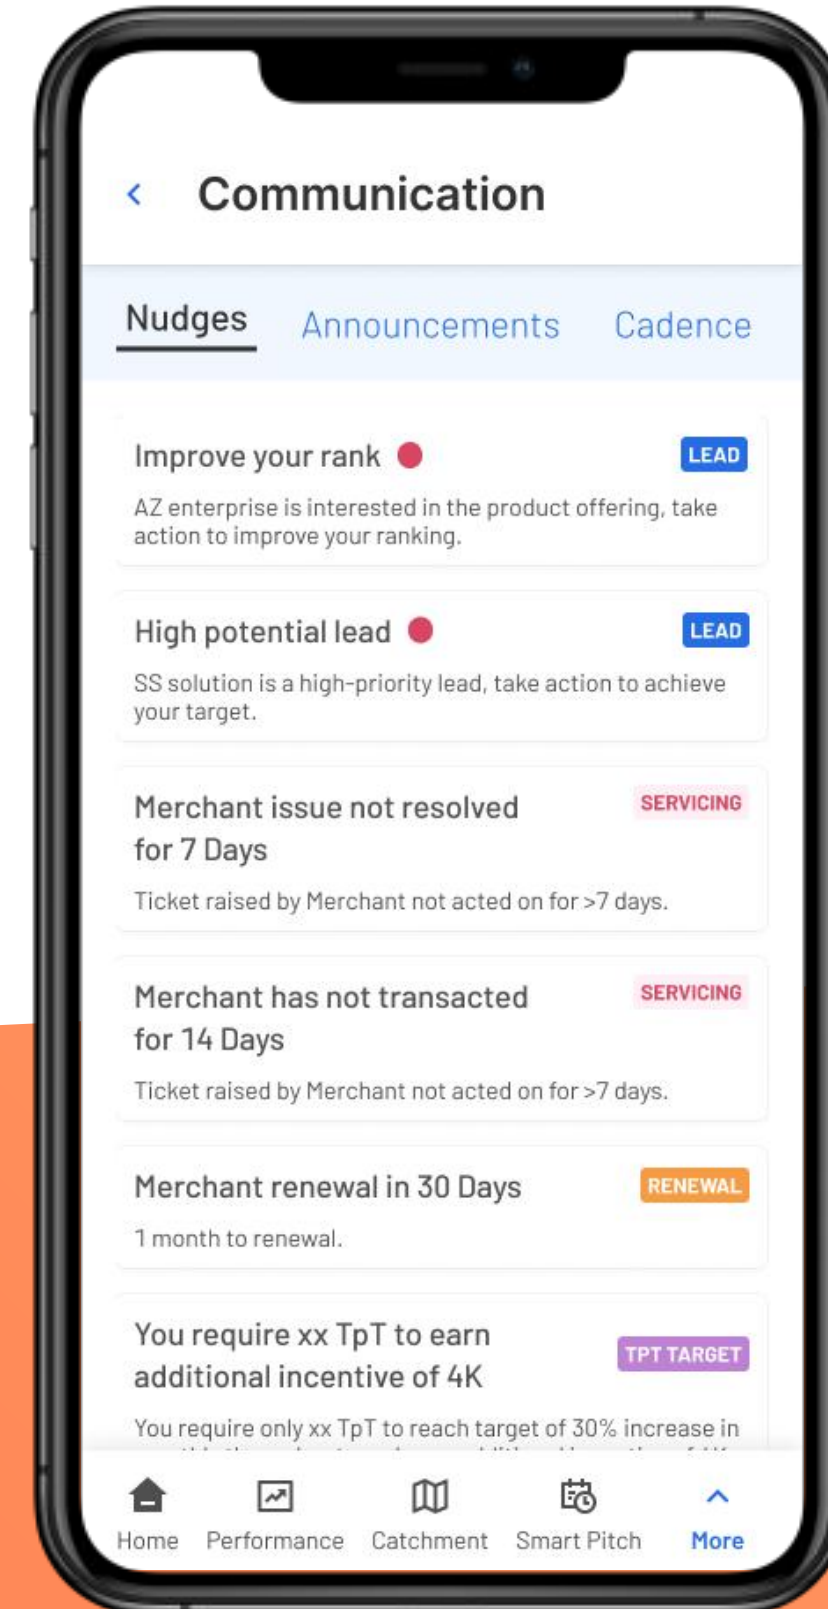 Communication
Nudges Announcements Cadence
Improve your rank LEAD
AZ enterprise is interested in the product offering, take
action to improve your ranking.
High potential lead LEAD
SS solution is a high-priority lead, take action to achieve
your target.
Merchant issue not resolved SERVICING
for 7 Days
Ticket raised by Merchant not acted on for >7 days.
Merchant has not transacted SERVICING
for 14 Days
Ticket raised by Merchant not acted on for >7 days.
Merchant renewal in 30 Days RENEWAL
1 month to renewal.
You require xx TpT to earn
additional incentive of 4K
TPT TARGET
You require only xx TpT to reach target of 30% increase in
Home Performance Catchment Smart Pitch More